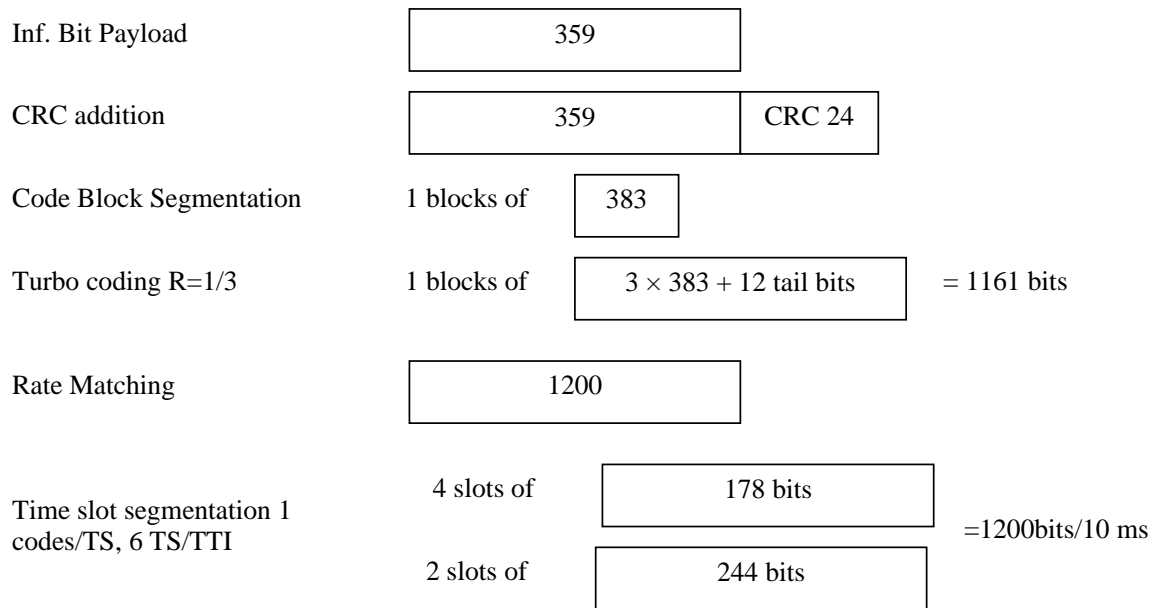 Inf. Bit Payload
359
CRC addition
359
CRC 24
Code Block Segmentation
1 blocks of
383
Turbo coding R=1/3
1 blocks of
3 × 383 + 12 tail bits
= 1161 bits
Rate Matching
1200
Time slot segmentation 1
codes/TS, 6 TS/TTI
4 slots of
178 bits
=1200bits/10 ms
2 slots of
244 bits